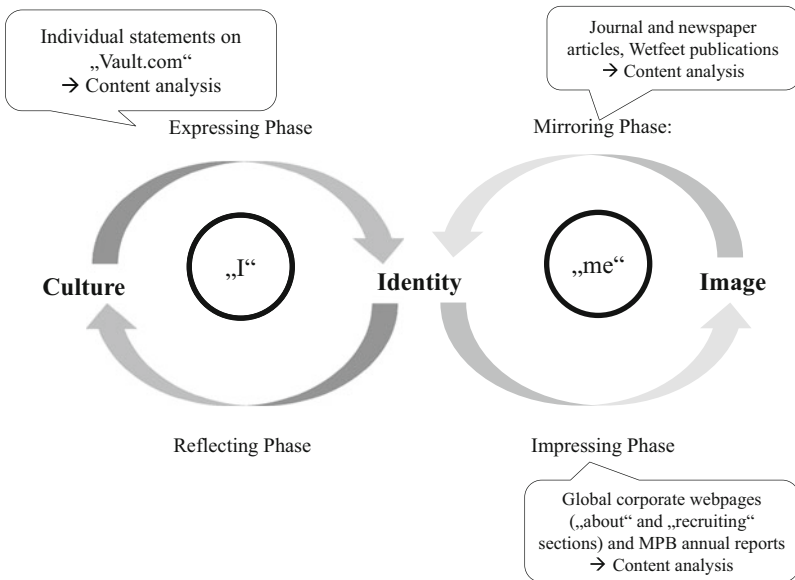 Individual statements on
„Vault.com“
→ Content analysis
Journal and newspaper
articles, Wetfeet publications
→ Content analysis
Expressing Phase
Mirroring Phase:
„I“
„me“
Culture
Identity
Image
Reflecting Phase
Impressing Phase
Global corporate webpages
(„about“ and „recruiting“
sections) and MPB annual reports
→ Content analysis